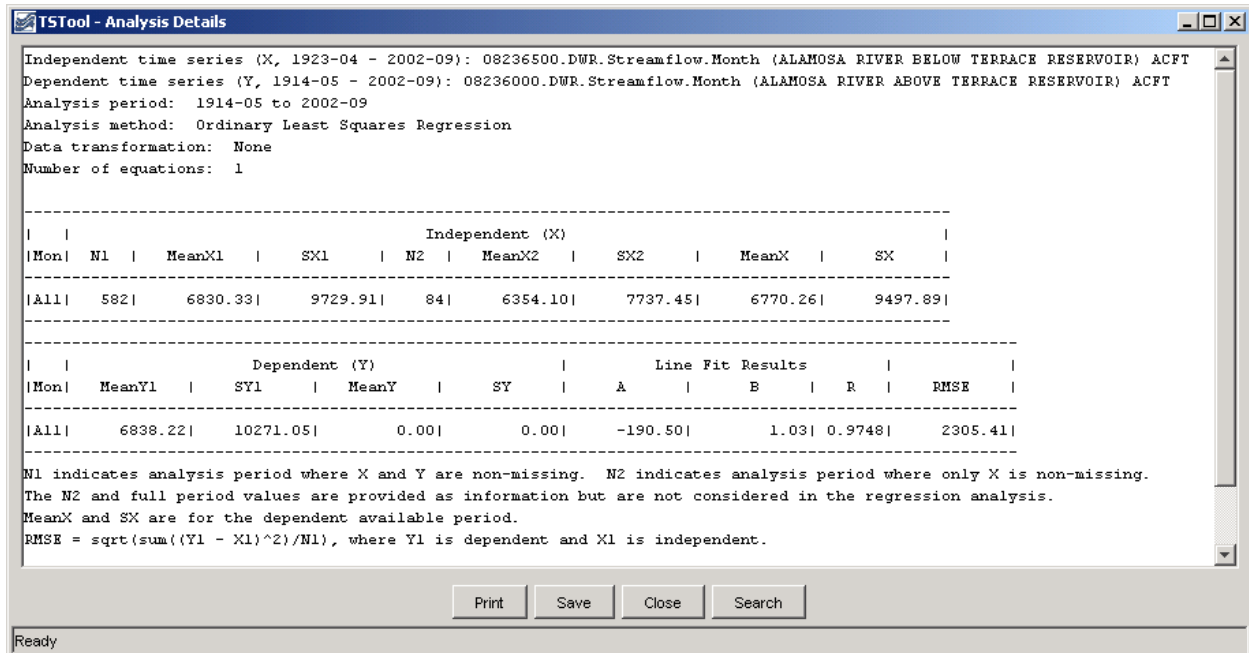 TSTool - Analysis Details
Independent time series (X, 1923-04 - 2002-09): 08236500.DWR.Streamflow.Month (ALAMOSA RIVER BELOW TERRACE RESERVOIR) ACFT
Dependent time series (Y, 1914-05 - 2002-09): 08236000.DWR.Streamflow.Month (ALAMOSA RIVER ABOVE TERRACE RESERVOIR) ACFT
Analysis period:  1914-05 to 2002-09
Analysis method:  Ordinary Least Squares Regression
Data transformation:  None
Number of equations:  1
--------------------------------------------------------------------------------------------------
|   |                                     Independent (X)                                        |
|Mon|  N1  |   MeanX1    |    SX1      |  N2  |   MeanX2    |    SX2      |    MeanX    |     SX      |
--------------------------------------------------------------------------------------------------
|All|   582|      6830.33|      9729.91|    84|      6354.10|      7737.45|      6770.26|      9497.89|
--------------------------------------------------------------------------------------------------
---------------------------------------------------------------------------------------------------------
|   |                  Dependent (Y)                    |         Line Fit Results         |            |
|Mon|   MeanY1    |    SY1      |   MeanY     |     SY      |     A      |      B      |   R   |    RMSE     |
---------------------------------------------------------------------------------------------------------
|All|      6838.22|     10271.05|         0.00|         0.00|     -190.50|         1.03| 0.9748|      2305.41|
---------------------------------------------------------------------------------------------------------
N1 indicates analysis period where X and Y are non-missing.  N2 indicates analysis period where only X is non-missing.
The N2 and full period values are provided as information but are not considered in the regression analysis.
MeanX and SX are for the dependent available period.
RMSE = sqrt(sum((Y1 - X1)^2)/N1), where Y1 is dependent and X1 is independent.
Print Save Close Search
Ready